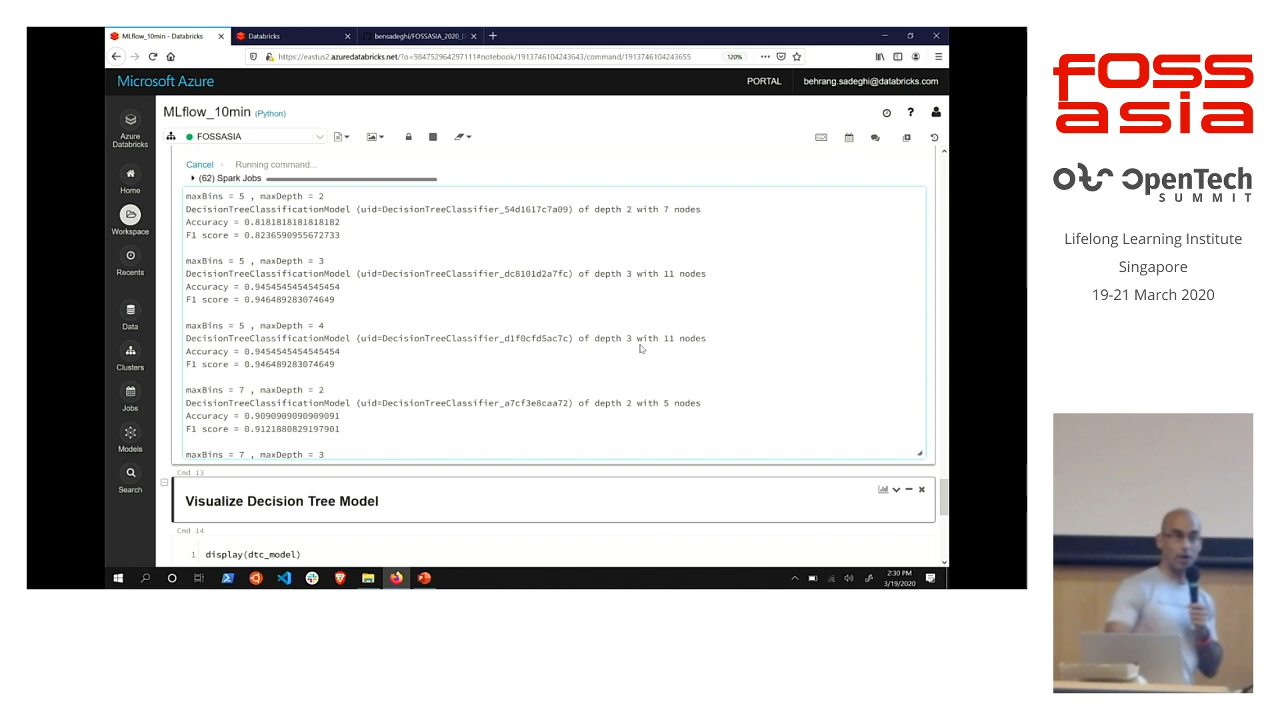 MLflow_10min - Databricks
Databricks
bensadeghi/FOSSASIA_2020_D
https://eastus2.azuredatabricks.net/?o=984752964297111#notebook/1913746104243643/command/1913746104243655
120%
Microsoft Azure
PORTAL
behrang.sadeghi@databricks.com
MLflow_10min (Python)
FOSSASIA
Azure
Databricks
Home
Workspace
Recents
Data
Clusters
Jobs
Models
Search
Cancel
Running command...
(62) Spark Jobs
maxBins = 5 , maxDepth = 2
DecisionTreeClassificationModel (uid=DecisionTreeClassifier_54d1617c7a09) of depth 2 with 7 nodes
Accuracy = 0.8181818181818182
F1 score = 0.8236590955672733
maxBins = 5 , maxDepth = 3
DecisionTreeClassificationModel (uid=DecisionTreeClassifier_dc8101d2a7fc) of depth 3 with 11 nodes
Accuracy = 0.9454545454545454
F1 score = 0.946489283074649
maxBins = 5 , maxDepth = 4
DecisionTreeClassificationModel (uid=DecisionTreeClassifier_d1f0cfd5ac7c) of depth 3 with 11 nodes
Accuracy = 0.9454545454545454
F1 score = 0.946489283074649
maxBins = 7 , maxDepth = 2
DecisionTreeClassificationModel (uid=DecisionTreeClassifier_a7cf3e8caa72) of depth 2 with 5 nodes
Accuracy = 0.9090909090909091
F1 score = 0.9121880829197901
maxBins = 7 , maxDepth = 3
Cmd 13
Visualize Decision Tree Model
Cmd 14
1 display(dtc_model)
2:30 PM
3/19/2020
FOSS
asia
OpenTech
SUMMIT
Lifelong Learning Institute
Singapore
19-21 March 2020